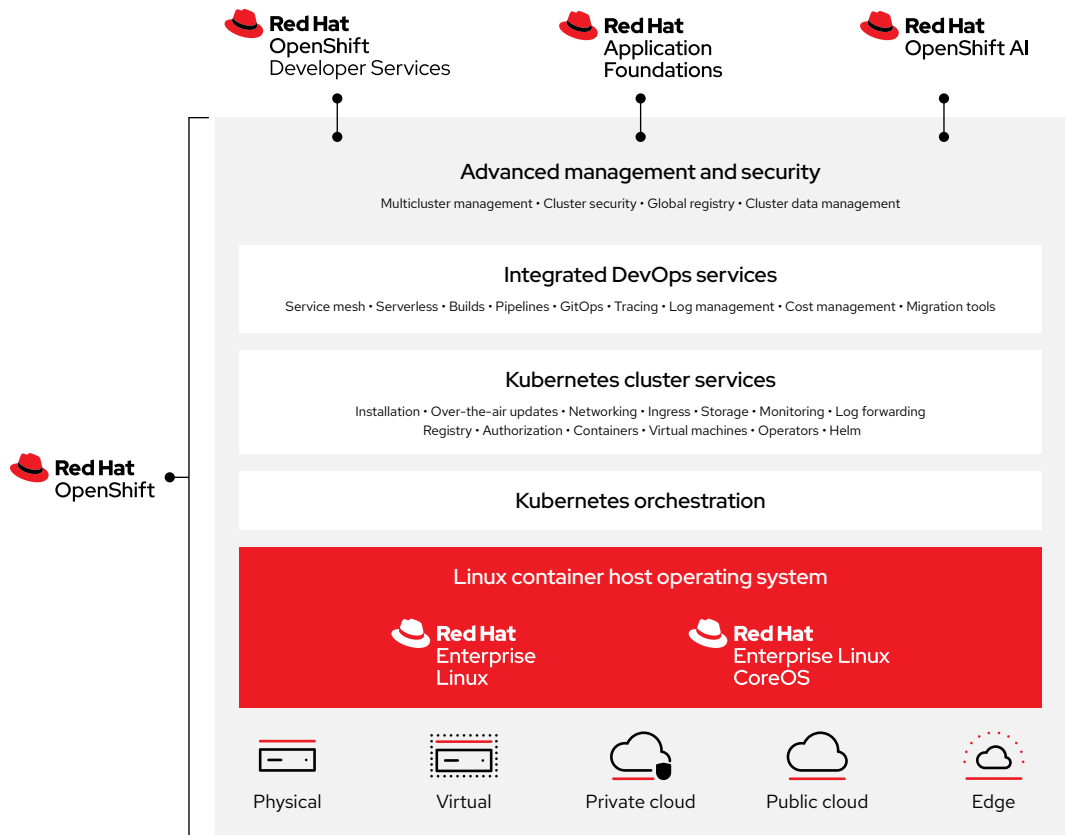 Red Hat
OpenShift
Developer Services
Red Hat
Application
Foundations
Red Hat
OpenShift AI
Advanced management and security
Multicluster management • Cluster security • Global registry • Cluster data management
Integrated DevOps services
Service mesh • Serverless • Builds • Pipelines • GitOps • Tracing • Log management • Cost management • Migration tools
Kubernetes cluster services
Installation • Over-the-air updates • Networking • Ingress • Storage • Monitoring • Log forwarding
Registry • Authorization • Containers • Virtual machines • Operators • Helm
Red Hat
OpenShift
Kubernetes orchestration
Linux container host operating system
Red Hat
Enterprise
Linux
Red Hat
Enterprise Linux
CoreOS
Physical
Virtual
Private cloud
Public cloud
Edge